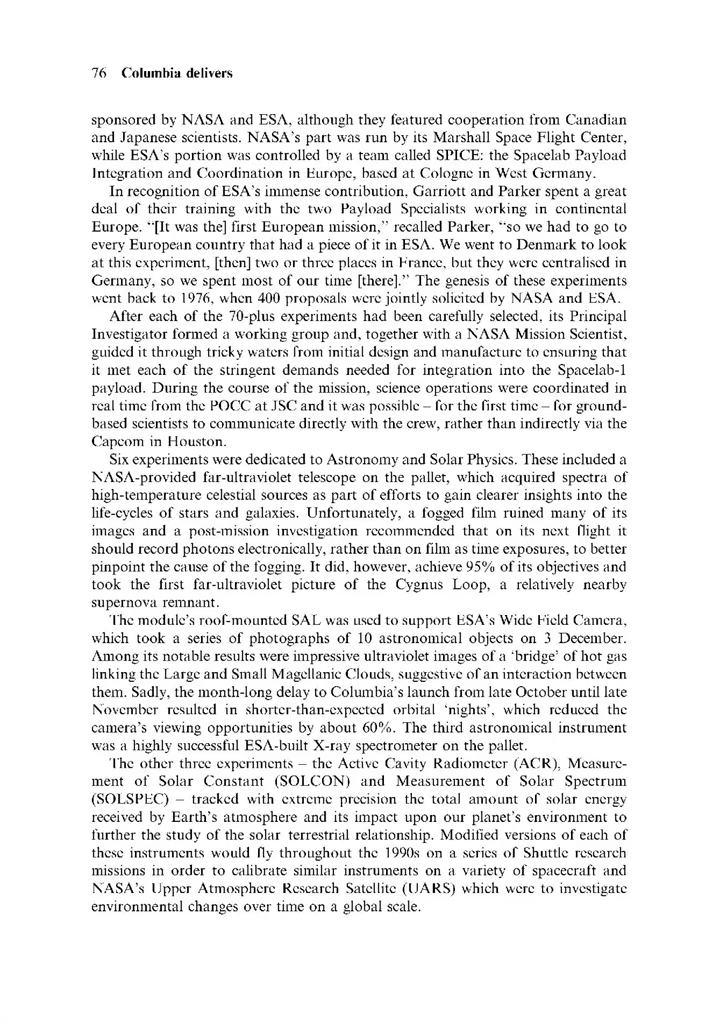 76 Columbia delivers
sponsored by NASA and ESA, although they featured cooperation from Canadian
and Japanese scientists. NASA's part was run by its Marshall Space Flight Center,
while ESA's portion was controlled by a team called SPICE: the Spacelab Payload
Integration and Coordination in Europe, based at Cologne in West Germany.
In recognition of ESA's immense contribution, Garriott and Parker spent a great
deal of their training with the two Payload Specialists working in continental
Europe. "[It was the] first European mission," recalled Parker, "so we had to go to
every European country that had a piece of it in ESA. We went to Denmark to look
at this experiment, [then] two or three places in France, but they were centralised in
Germany, so we spent most of our time [there]." The genesis of these experiments
went back to 1976, when 400 proposals were jointly solicited by NASA and ESA.
After each of the 70-plus experiments had been carefully selected, its Principal
Investigator formed a working group and, together with a NASA Mission Scientist,
guided it through tricky waters from initial design and manufacture to ensuring that
it met each of the stringent demands needed for integration into the Spacelab-1
payload. During the course of the mission, science operations were coordinated in
real time from the POCC at JSC and it was possible – for the first time – for ground-
based scientists to communicate directly with the crew, rather than indirectly via the
Capcom in Houston.
Six experiments were dedicated to Astronomy and Solar Physics. These included a
NASA-provided far-ultraviolet telescope on the pallet, which acquired spectra of
high-temperature celestial sources as part of efforts to gain clearer insights into the
life-cycles of stars and galaxies. Unfortunately, a fogged film ruined many of its
images and a post-mission investigation recommended that on its next flight it
should record photons electronically, rather than on film as time exposures, to better
pinpoint the cause of the fogging. It did, however, achieve 95% of its objectives and
took the first far-ultraviolet picture of the Cygnus Loop, a relatively nearby
supernova remnant.
The module's roof-mounted SAL was used to support ESA's Wide Field Camera,
which took a series of photographs of 10 astronomical objects on 3 December.
Among its notable results were impressive ultraviolet images of a 'bridge' of hot gas
linking the Large and Small Magellanic Clouds, suggestive of an interaction between
them. Sadly, the month-long delay to Columbia's launch from late October until late
November resulted in shorter-than-expected orbital 'nights', which reduced the
camera's viewing opportunities by about 60%. The third astronomical instrument
was a highly successful ESA-built X-ray spectrometer on the pallet.
The other three experiments – the Active Cavity Radiometer (ACR), Measure-
ment of Solar Constant (SOLCON) and Measurement of Solar Spectrum
(SOLSPEC) – tracked with extreme precision the total amount of solar energy
received by Earth's atmosphere and its impact upon our planet's environment to
further the study of the solar terrestrial relationship. Modified versions of each of
these instruments would fly throughout the 1990s on a series of Shuttle research
missions in order to calibrate similar instruments on a variety of spacecraft and
NASA's Upper Atmosphere Research Satellite (UARS) which were to investigate
environmental changes over time on a global scale.